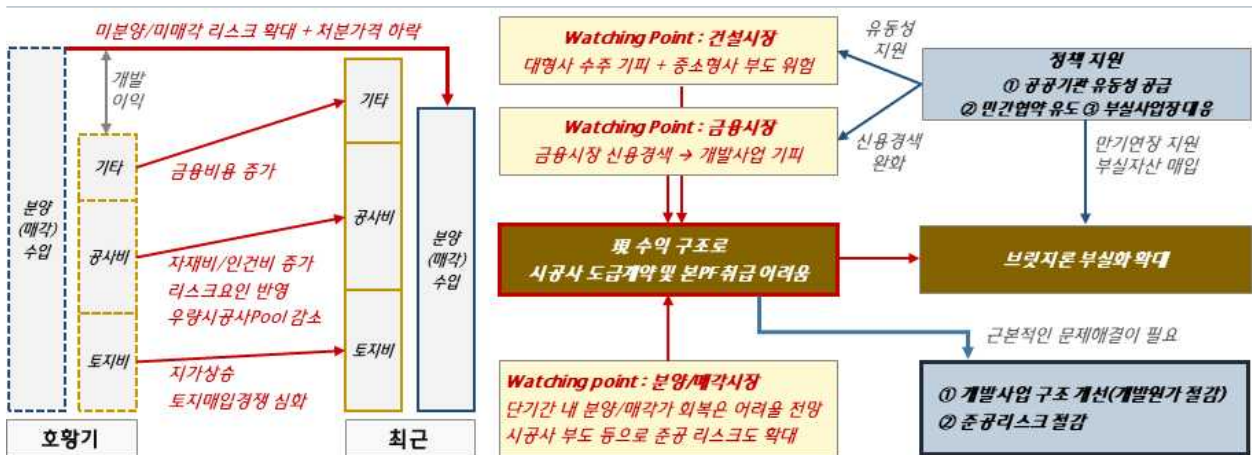 미분양/미매각 리스크 확대 + 처분가격 하락
개발
이익
분양
(매각)
수입
기타
공사비
토지비
금융비용 증가
자재비/인건비 증가
리스크요인 반영
우량시공사Pool 감소
지가상승
토지매입경쟁 심화
기타
공사비
토지비
분양
(매각)
수입
호황기
최근
Watching Point : 건설시장
대형사 수주 기피 + 중소형사 부도 위험
Watching Point : 금융시장
금융시장 신용경색 → 개발사업 기피
유동성
지원
신용경색
완화
정책 지원
① 공공기관 유동성 공급
② 민간협약 유도 ③ 부실사업장 대응
만기연장 지원
부실자산 매입
現 수익 구조로
시공사 도급계약 및 본PF 취급 어려움
브릿지론 부실화 확대
근본적인 문제해결이 필요
Watching point : 분양/매각시장
단기간 내 분양/매각가 회복은 어려울 전망
시공사 부도 등으로 준공 리스크도 확대
① 개발사업 구조 개선(개발원가 절감)
② 준공리스크 절감